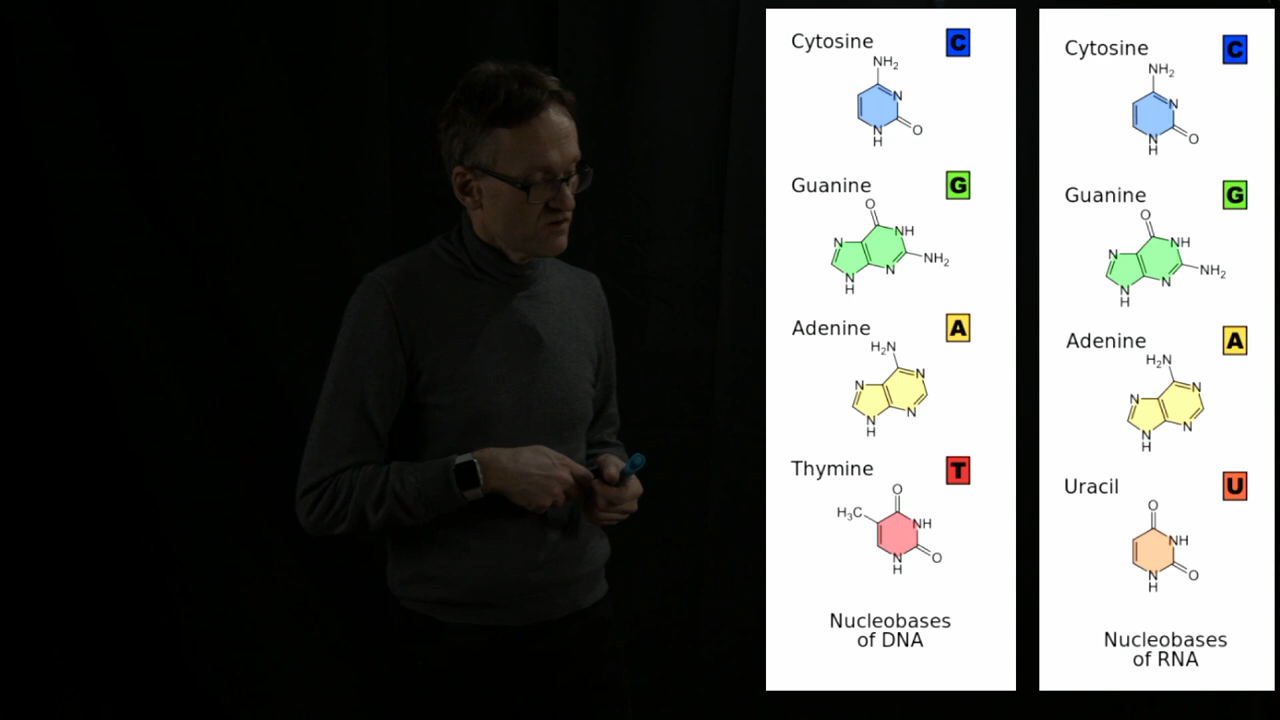 Cytosine C
NH2
N
N
H
O
Guanine G
O
N
NH
N
H
N
NH2
Adenine A
H2N
N
N
N
H
N
Thymine T
O
H3C
NH
N
H
O
Nucleobases
of DNA
Cytosine C
NH2
N
N
H
O
Guanine G
O
N
NH
N
H
N
NH2
Adenine A
H2N
N
N
N
H
N
Uracil U
O
NH
N
H
O
Nucleobases
of RNA